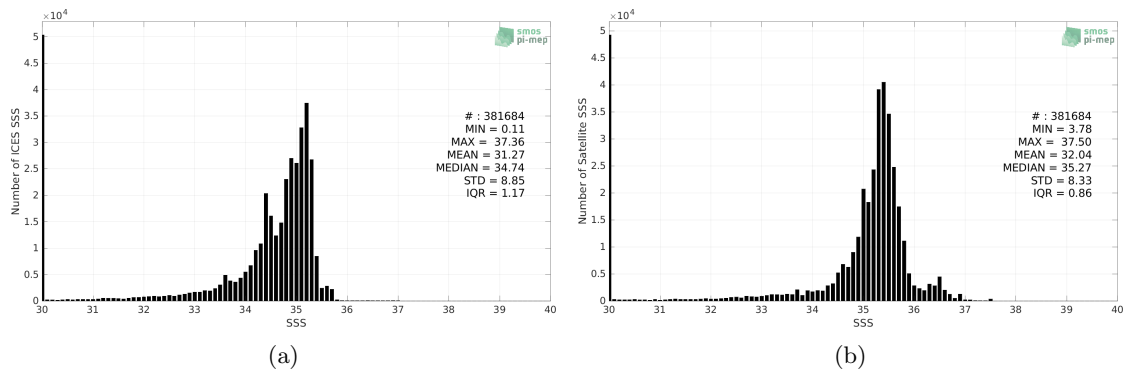 ×10⁴
smos
pi-mep
5
4.5
4
3.5
3
2.5
2
1.5
1
0.5
0
Number of ICES SSS
# : 381684
MIN = 0.11
MAX = 37.36
MEAN = 31.27
MEDIAN = 34.74
STD = 8.85
IQR = 1.17
30 31 32 33 34 35 36 37 38 39 40
SSS
(a)
×10⁴
smos
pi-mep
5
4.5
4
3.5
3
2.5
2
1.5
1
0.5
0
Number of Satellite SSS
# : 381684
MIN = 3.78
MAX = 37.50
MEAN = 32.04
MEDIAN = 35.27
STD = 8.33
IQR = 0.86
30 31 32 33 34 35 36 37 38 39 40
SSS
(b)